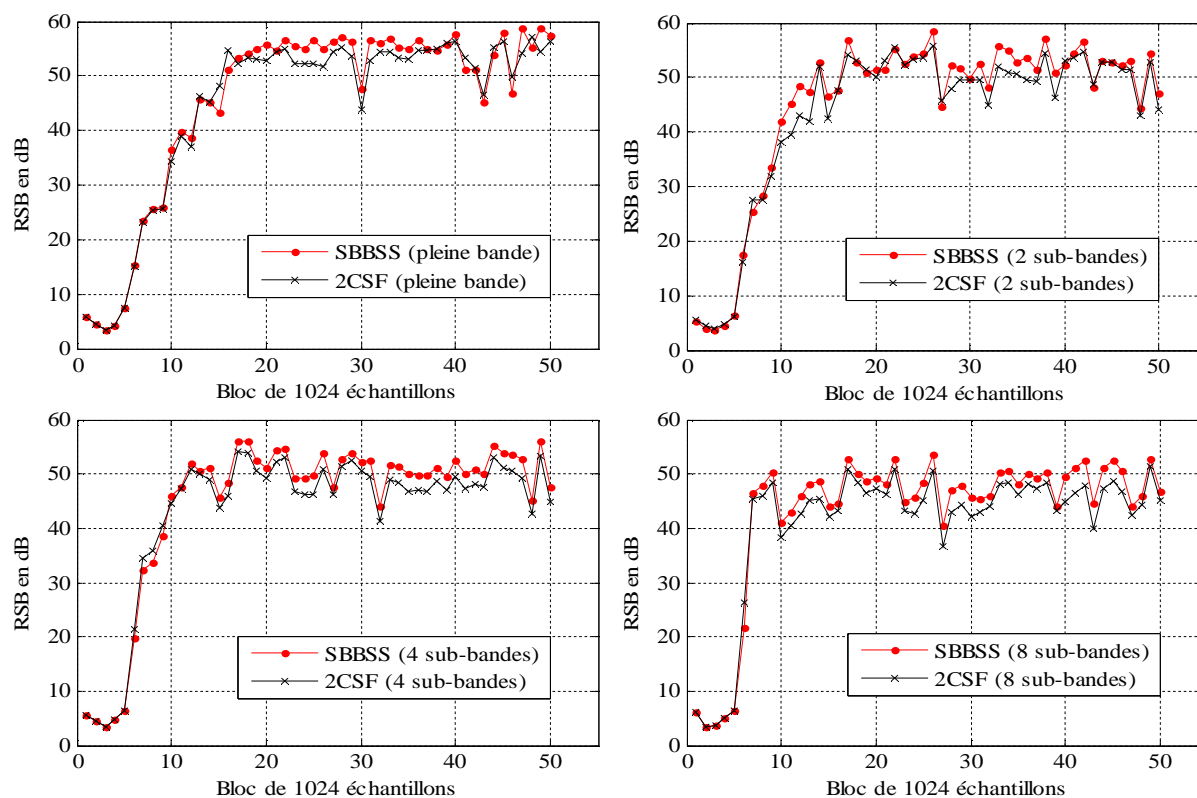 60
50
40
30
20
10
0
RSB en dB
SBBSS (pleine bande)
2CSF (pleine bande)
0 10 20 30 40 50
Bloc de 1024 échantillons
60
50
40
30
20
10
0
RSB en dB
SBBSS (2 sub-bandes)
2CSF (2 sub-bandes)
0 10 20 30 40 50
Bloc de 1024 échantillons
60
50
40
30
20
10
0
RSB en dB
SBBSS (4 sub-bandes)
2CSF (4 sub-bandes)
0 10 20 30 40 50
Bloc de 1024 échantillons
60
50
40
30
20
10
0
RSB en dB
SBBSS (8 sub-bandes)
2CSF (8 sub-bandes)
0 10 20 30 40 50
Bloc de 1024 échantillons